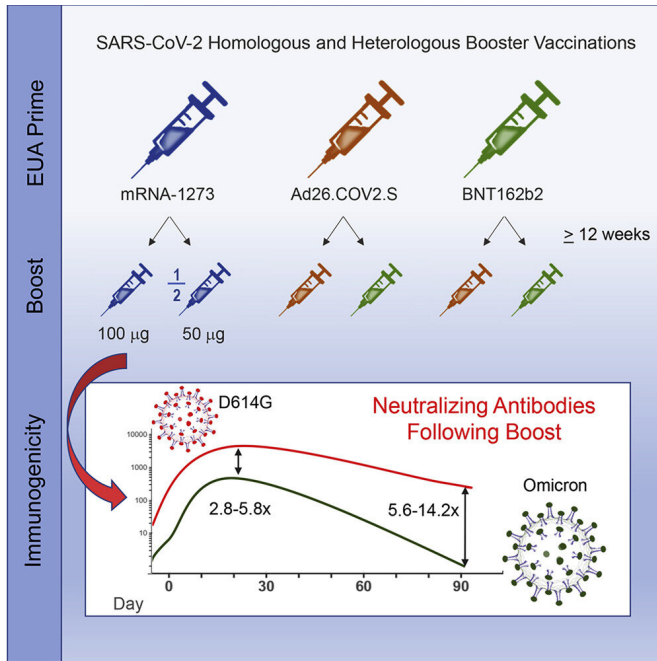 SARS-CoV-2 Homologous and Heterologous Booster Vaccinations
EUA Prime
mRNA-1273
Ad26.COV2.S
BNT162b2
≥ 12 weeks
Boost
1
2
100 µg
50 µg
Immunogenicity
D614G
Neutralizing Antibodies
Following Boost
10000
1000
100
10
2.8-5.8x
5.6-14.2x
Omicron
0
30
60
90
Day